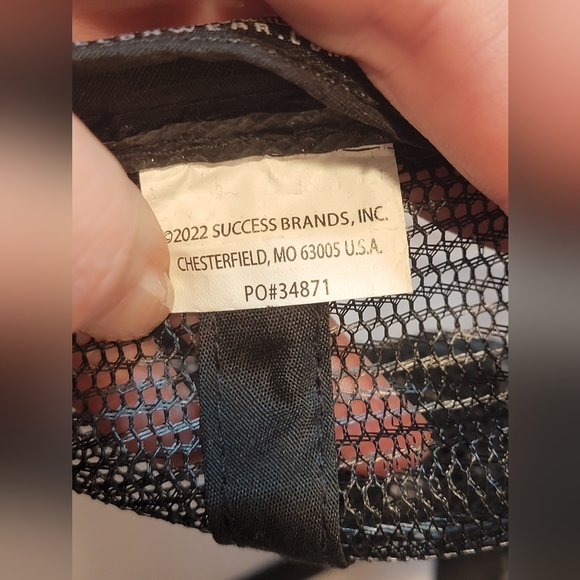 ©2022 SUCCESS BRANDS, INC.
CHESTERFIELD, MO 63005 U.S.A.
PO#34871